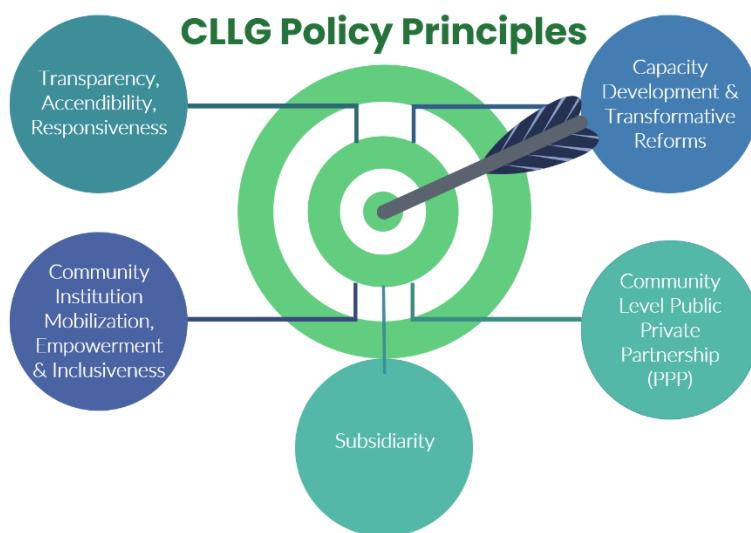 CLLG Policy Principles
Transparency,
Accendibility,
Responsiveness
Capacity
Development &
Transformative
Reforms
Community
Institution
Mobilization,
Empowerment
& Inclusiveness
Community
Level Public
Private
Partnership
(PPP)
Subsidiarity